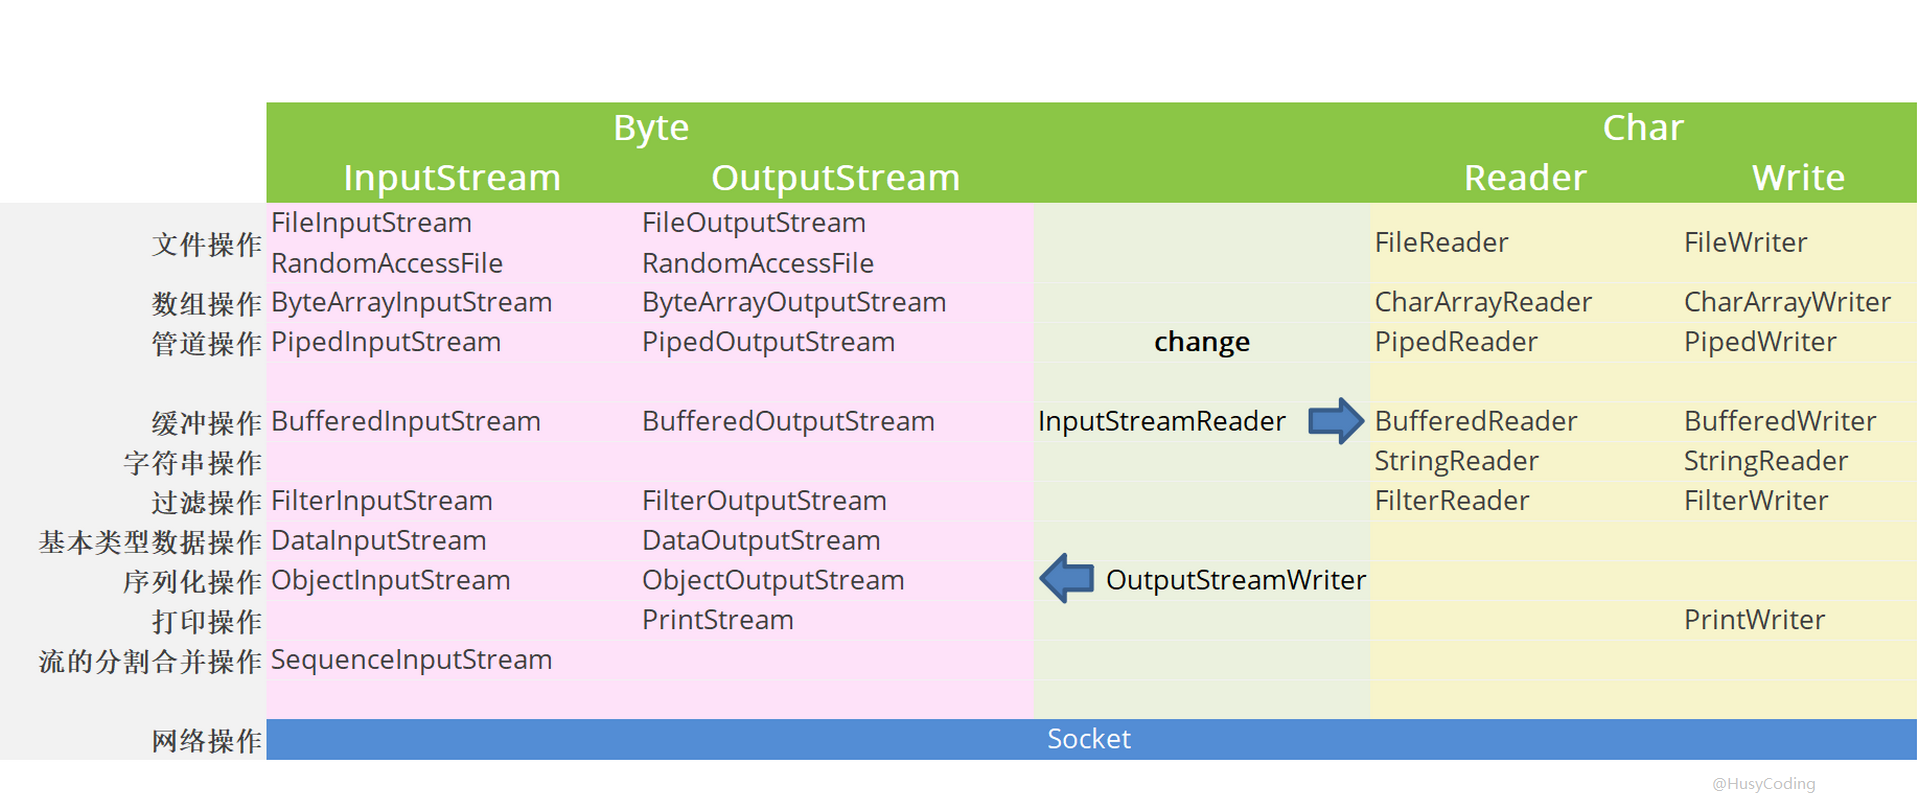 Byte Char
InputStream OutputStream Reader Write
文件操作 FileInputStream FileOutputStream FileReader FileWriter
RandomAccessFile RandomAccessFile
数组操作 ByteArrayInputStream ByteArrayOutputStream CharArrayReader CharArrayWriter
管道操作 PipedInputStream PipedOutputStream change PipedReader PipedWriter
缓冲操作 BufferedInputStream BufferedOutputStream InputStreamReader BufferedReader BufferedWriter
字符串操作 StringReader StringReader
过滤操作 FilterInputStream FilterOutputStream FilterReader FilterWriter
基本类型数据操作 DataInputStream DataOutputStream
序列化操作 ObjectInputStream ObjectOutputStream OutputStreamWriter
打印操作 PrintStream PrintWriter
流的分割合并操作 SequenceInputStream
网络操作 Socket
@HusyCoding